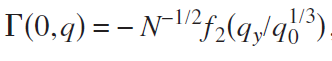 Γ(0,q) = − N^{−1/2} f_2(q_y/q_0^{1/3}),